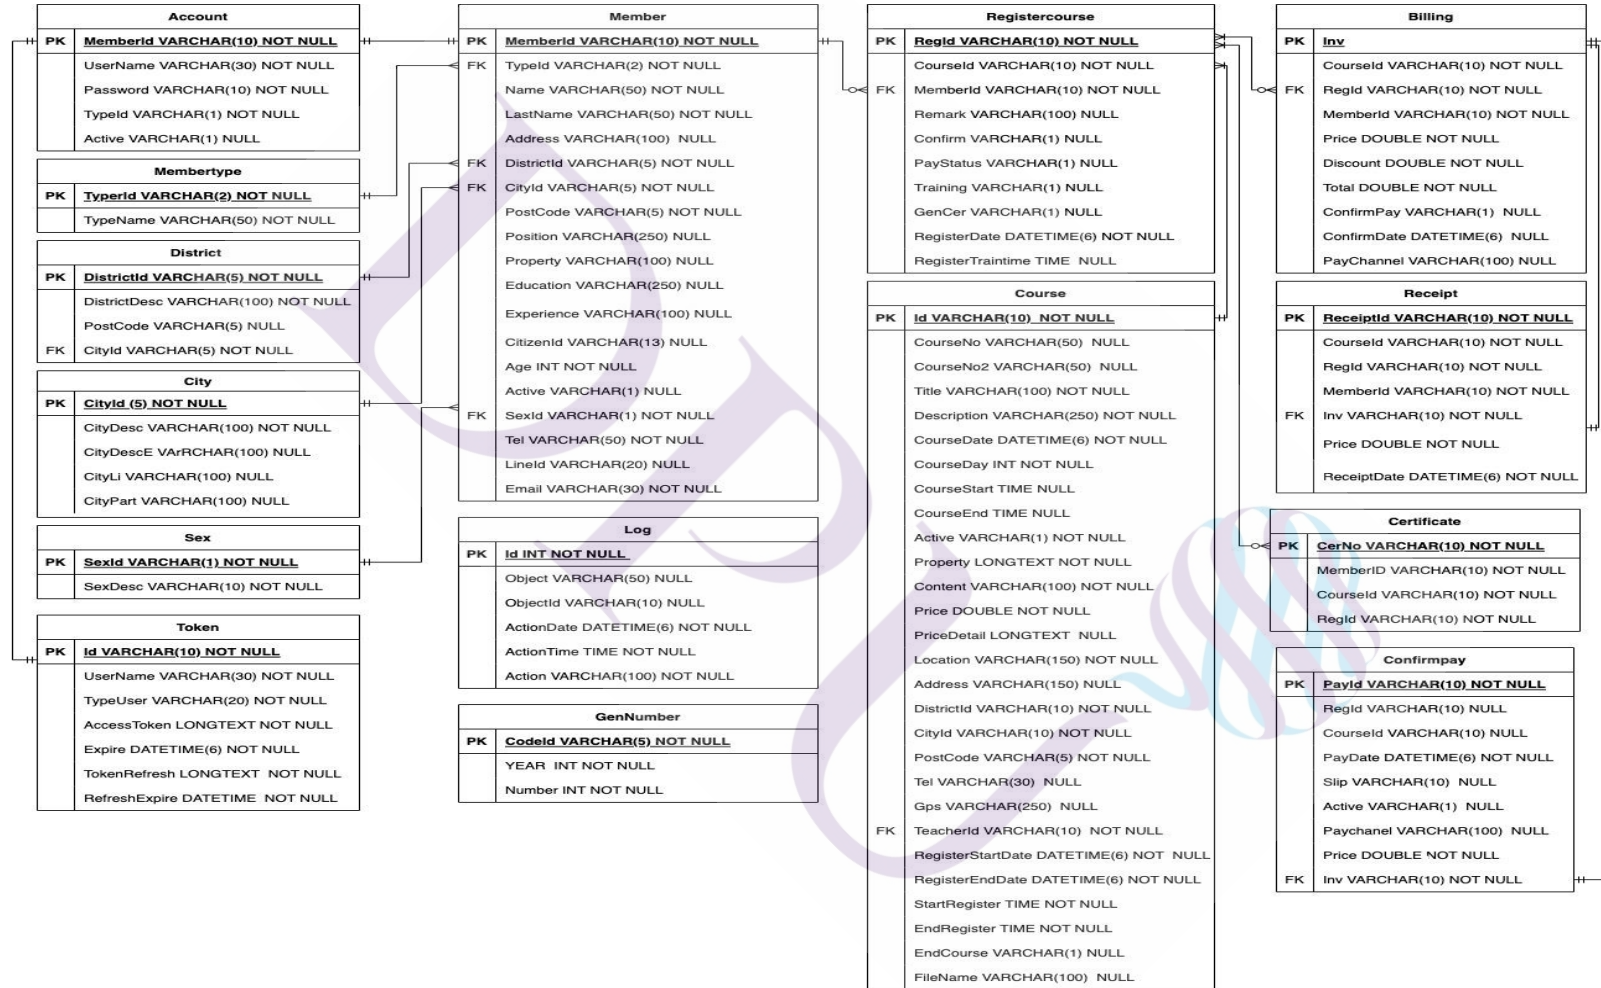 Account
PK MemberId VARCHAR(10) NOT NULL
UserName VARCHAR(30) NOT NULL
Password VARCHAR(10) NOT NULL
TypeId VARCHAR(1) NOT NULL
Active VARCHAR(1) NULL
Membertype
PK TyperId VARCHAR(2) NOT NULL
TypeName VARCHAR(50) NOT NULL
District
PK DistrictId VARCHAR(5) NOT NULL
DistrictDesc VARCHAR(100) NOT NULL
PostCode VARCHAR(5) NULL
FK CityId VARCHAR(5) NOT NULL
City
PK CityId (5) NOT NULL
CityDesc VARCHAR(100) NOT NULL
CityDescE VArRCHAR(100) NULL
CityLi VARCHAR(100) NULL
CityPart VARCHAR(100) NULL
Sex
PK SexId VARCHAR(1) NOT NULL
SexDesc VARCHAR(10) NOT NULL
Token
PK Id VARCHAR(10) NOT NULL
UserName VARCHAR(30) NOT NULL
TypeUser VARCHAR(20) NOT NULL
AccessToken LONGTEXT NOT NULL
Expire DATETIME(6) NOT NULL
TokenRefresh LONGTEXT NOT NULL
RefreshExpire DATETIME NOT NULL
Member
PK MemberId VARCHAR(10) NOT NULL
FK TypeId VARCHAR(2) NOT NULL
Name VARCHAR(50) NOT NULL
LastName VARCHAR(50) NOT NULL
Address VARCHAR(100) NULL
FK DistrictId VARCHAR(5) NOT NULL
FK CityId VARCHAR(5) NOT NULL
PostCode VARCHAR(5) NOT NULL
Position VARCHAR(250) NULL
Property VARCHAR(100) NULL
Education VARCHAR(250) NULL
Experience VARCHAR(100) NULL
CitizenId VARCHAR(13) NULL
Age INT NOT NULL
Active VARCHAR(1) NULL
FK SexId VARCHAR(1) NOT NULL
Tel VARCHAR(50) NOT NULL
LineId VARCHAR(20) NULL
Email VARCHAR(30) NOT NULL
Log
PK Id INT NOT NULL
Object VARCHAR(50) NULL
ObjectId VARCHAR(10) NULL
ActionDate DATETIME(6) NOT NULL
ActionTime TIME NOT NULL
Action VARCHAR(100) NOT NULL
GenNumber
PK CodeId VARCHAR(5) NOT NULL
YEAR INT NOT NULL
Number INT NOT NULL
Registercourse
PK RegId VARCHAR(10) NOT NULL
CourseId VARCHAR(10) NOT NULL
FK MemberId VARCHAR(10) NOT NULL
Remark VARCHAR(100) NULL
Confirm VARCHAR(1) NULL
PayStatus VARCHAR(1) NULL
Training VARCHAR(1) NULL
GenCer VARCHAR(1) NULL
RegisterDate DATETIME(6) NOT NULL
RegisterTraintime TIME NULL
Course
PK Id VARCHAR(10) NOT NULL
CourseNo VARCHAR(50) NULL
CourseNo2 VARCHAR(50) NULL
Title VARCHAR(100) NOT NULL
Description VARCHAR(250) NOT NULL
CourseDate DATETIME(6) NOT NULL
CourseDay INT NOT NULL
CourseStart TIME NULL
CourseEnd TIME NULL
Active VARCHAR(1) NOT NULL
Property LONGTEXT NOT NULL
Content VARCHAR(100) NOT NULL
Price DOUBLE NOT NULL
PriceDetail LONGTEXT NULL
Location VARCHAR(150) NOT NULL
Address VARCHAR(150) NULL
DistrictId VARCHAR(10) NOT NULL
CityId VARCHAR(10) NOT NULL
PostCode VARCHAR(5) NOT NULL
Tel VARCHAR(30) NULL
Gps VARCHAR(250) NULL
FK TeacherId VARCHAR(10) NOT NULL
RegisterStartDate DATETIME(6) NOT NULL
RegisterEndDate DATETIME(6) NOT NULL
StartRegister TIME NOT NULL
EndRegister TIME NOT NULL
EndCourse VARCHAR(1) NULL
FileName VARCHAR(100) NULL
Billing
PK Inv
CourseId VARCHAR(10) NOT NULL
FK RegId VARCHAR(10) NOT NULL
MemberId VARCHAR(10) NOT NULL
Price DOUBLE NOT NULL
Discount DOUBLE NOT NULL
Total DOUBLE NOT NULL
ConfirmPay VARCHAR(1) NULL
ConfirmDate DATETIME(6) NULL
PayChannel VARCHAR(100) NULL
Receipt
PK ReceiptId VARCHAR(10) NOT NULL
CourseId VARCHAR(10) NOT NULL
RegId VARCHAR(10) NOT NULL
MemberId VARCHAR(10) NOT NULL
FK Inv VARCHAR(10) NOT NULL
Price DOUBLE NOT NULL
ReceiptDate DATETIME(6) NOT NULL
Certificate
PK CerNo VARCHAR(10) NOT NULL
MemberID VARCHAR(10) NOT NULL
CourseId VARCHAR(10) NOT NULL
RegId VARCHAR(10) NOT NULL
Confirmpay
PK PayId VARCHAR(10) NOT NULL
RegId VARCHAR(10) NULL
CourseId VARCHAR(10) NULL
PayDate DATETIME(6) NOT NULL
Slip VARCHAR(10) NULL
Active VARCHAR(1) NULL
Paychanel VARCHAR(100) NULL
Price DOUBLE NOT NULL
FK Inv VARCHAR(10) NOT NULL
DPU